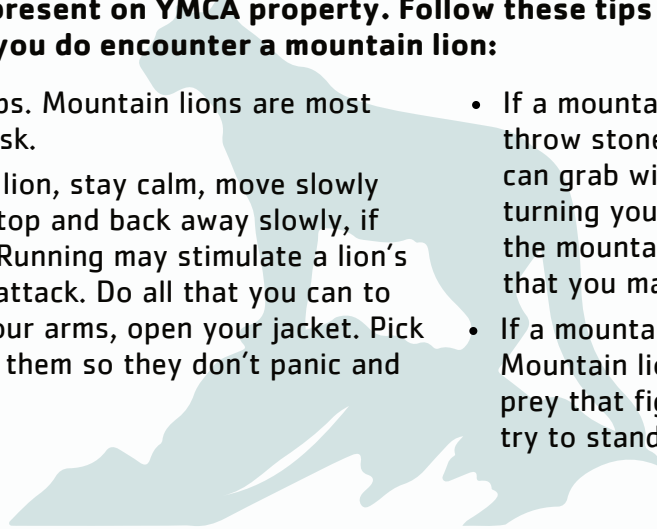 present on YMCA property. Follow these tips
you do encounter a mountain lion:
ps. Mountain lions are most
sk.
lion, stay calm, move slowly
top and back away slowly, if
Running may stimulate a lion’s
attack. Do all that you can to
our arms, open your jacket. Pick
them so they don’t panic and
• If a mounta
throw stone
can grab wi
turning you
the mounta
that you ma
• If a mounta
Mountain lio
prey that fig
try to stand